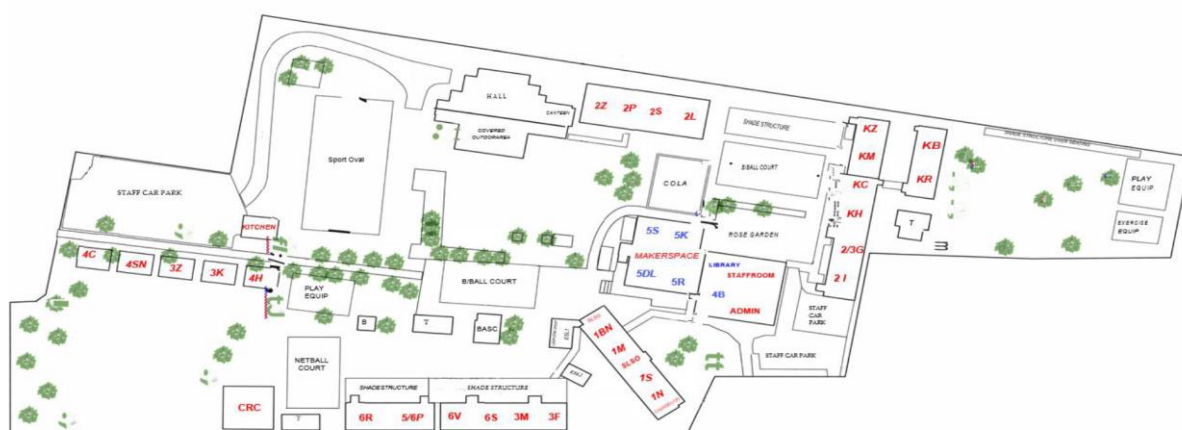 HALL
CANTEEN
COVERED
OUTDOOR AREA
2Z 2P 2S 2L
SHADE STRUCTURE
KZ
KM
KB
KR
SHADE STRUCTURE OVER SEATING
PLAY
EQUIP
EXERCISE
EQUIP
Sport Oval
STAFF CAR PARK
COLA
B/BALL COURT
KC
KH
T
KITCHEN
5S 5K
ROSE GARDEN
2/3G
2 I
MAKERSPACE
5DL 5R
LIBRARY
STAFFROOM
4B
ADMIN
4C 4SN 3Z 3K 4H
PLAY
EQUIP
B/BALL COURT
STAFF
CAR PARK
STAFF CAR PARK
B T BASC
SLSO
1BN
1M
SLSO
1S
1N
NETBALL
COURT
CRC
T
SHADESTRUCTURE SHADE STRUCTURE
6R 5/6P 6V 6S 3M 3F